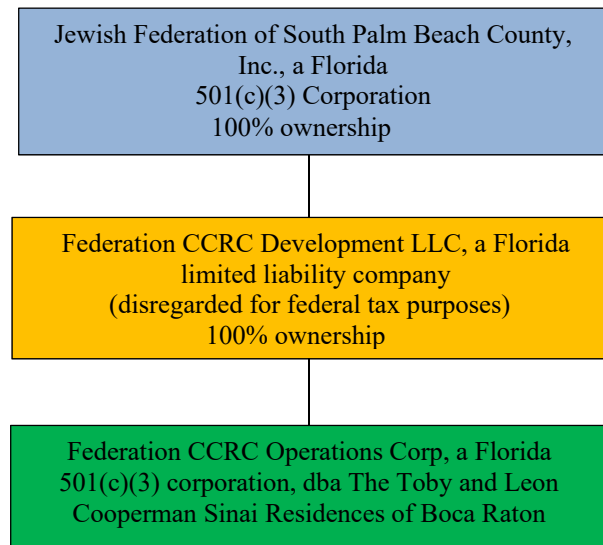 Jewish Federation of South Palm Beach County,
Inc., a Florida
501(c)(3) Corporation
100% ownership
Federation CCRC Development LLC, a Florida
limited liability company
(disregarded for federal tax purposes)
100% ownership
Federation CCRC Operations Corp, a Florida
501(c)(3) corporation, dba The Toby and Leon
Cooperman Sinai Residences of Boca Raton